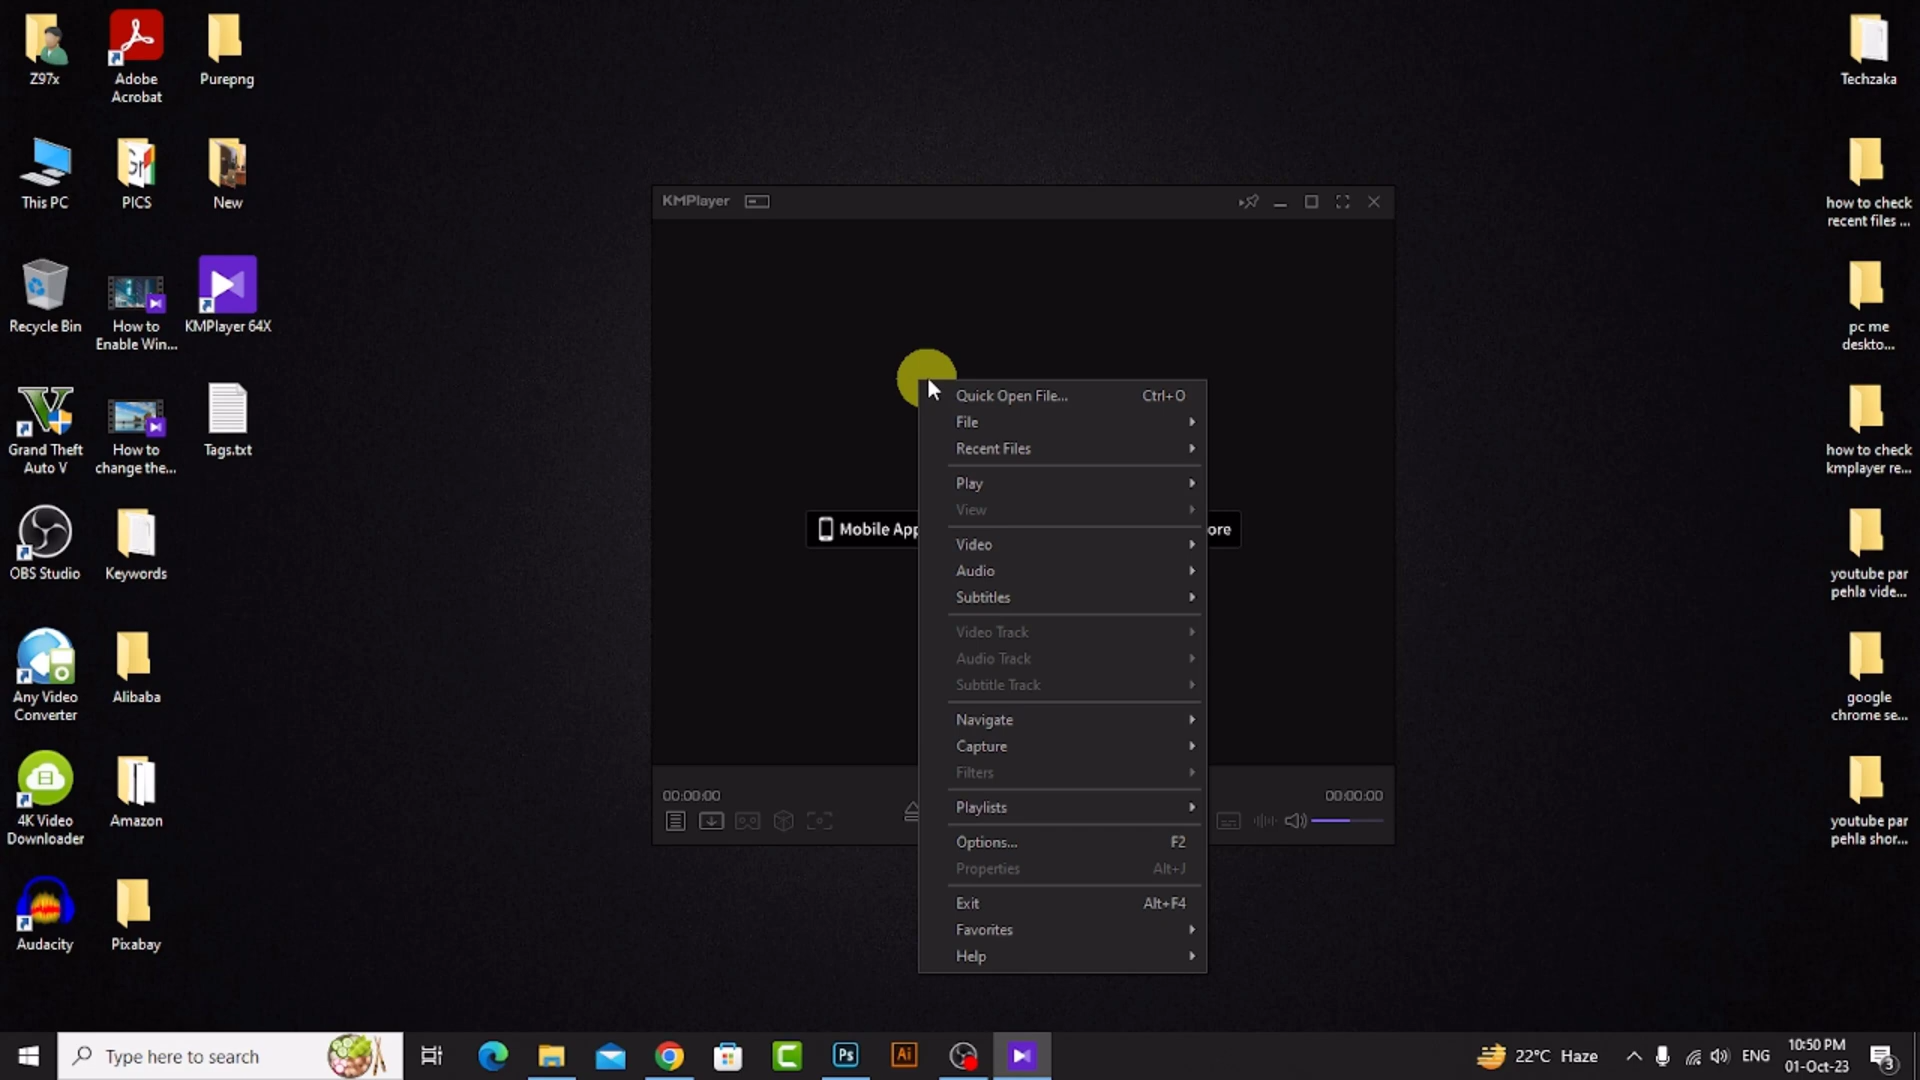 Z97x
Adobe
Acrobat
Purepng
This PC
PICS
New
Recycle Bin
How to
Enable Win...
KMPlayer 64X
Grand Theft
Auto V
How to
change the...
Tags.txt
OBS Studio
Keywords
Any Video
Converter
Alibaba
4K Video
Downloader
Amazon
Audacity
Pixabay
KMPlayer
Mobile App
ore
00:00:00
00:00:00
Quick Open File... Ctrl+O
File
Recent Files
Play
View
Video
Audio
Subtitles
Video Track
Audio Track
Subtitle Track
Navigate
Capture
Filters
Playlists
Options... F2
Properties Alt+J
Exit Alt+F4
Favorites
Help
Techzaka
how to check
recent files ...
pc me
deskto...
how to check
kmplayer re...
youtube par
pehla vide...
google
chrome se...
youtube par
pehla shor...
Type here to search
Ps
Ai
22°C Haze
ENG
10:50 PM
01-Oct-23
3